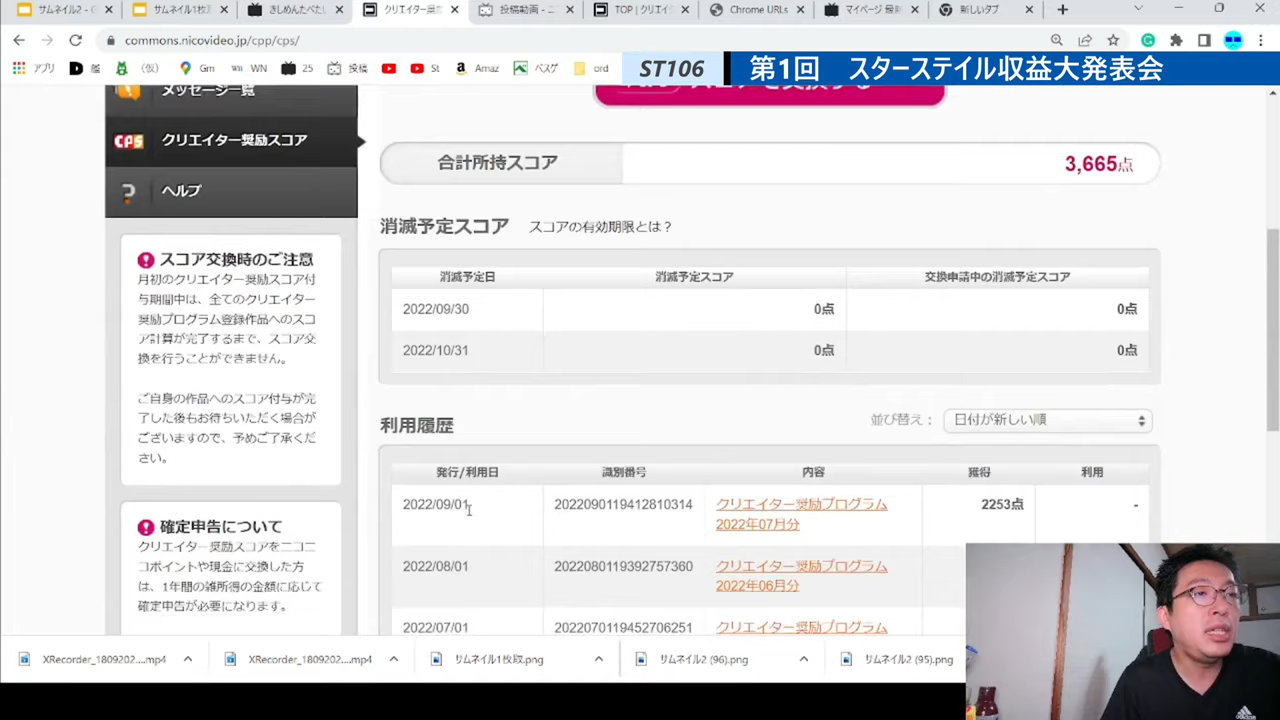 サムネイル2 - G
サムネイル1枚
きしめんたべた
クリエイター奨
投稿動画 - ニ
TOP | クリエイ
Chrome URLs
マイページ 最
新しいタブ
commons.nicovideo.jp/cpp/cps/
アプリ
艦
(仮)
Gm
WN
25
投稿
St
Amaz
ベスゲ
ord
ST106
第1回 スターステイル収益大発表会
メッセージ一覧
CPS
クリエイター奨励スコア
ヘルプ
スコアを交換する
合計所持スコア
3,665点
消滅予定スコア スコアの有効期限とは？
消滅予定日 消滅予定スコア 交換申請中の消滅予定スコア
2022/09/30 0点 0点
2022/10/31 0点 0点
スコア交換時のご注意
月初のクリエイター奨励スコア付
与期間中は、全てのクリエイター
奨励プログラム登録作品へのスコ
ア計算が完了するまで、スコア交
換を行うことができません。
ご自身の作品へのスコア付与が完
了した後もお待ちいただく場合が
ございますので、予めご了承くだ
さい。
確定申告について
クリエイター奨励スコアをニコニ
コポイントや現金に交換した方
は、1年間の雑所得の金額に応じて
確定申告が必要になります。
利用履歴
並び替え：
日付が新しい順
発行/利用日 識別番号 内容 獲得 利用
2022/09/01 2022090119412810314 クリエイター奨励プログラム
2022年07月分
2253点 -
2022/08/01 2022080119392757360 クリエイター奨励プログラム
2022年06月分
2022/07/01 2022070119452706251 クリエイター奨励プログラム
XRecorder_1809202....mp4
XRecorder_1809202....mp4
サムネイル1枚取.png
サムネイル2 (96).png
サムネイル2 (95).png